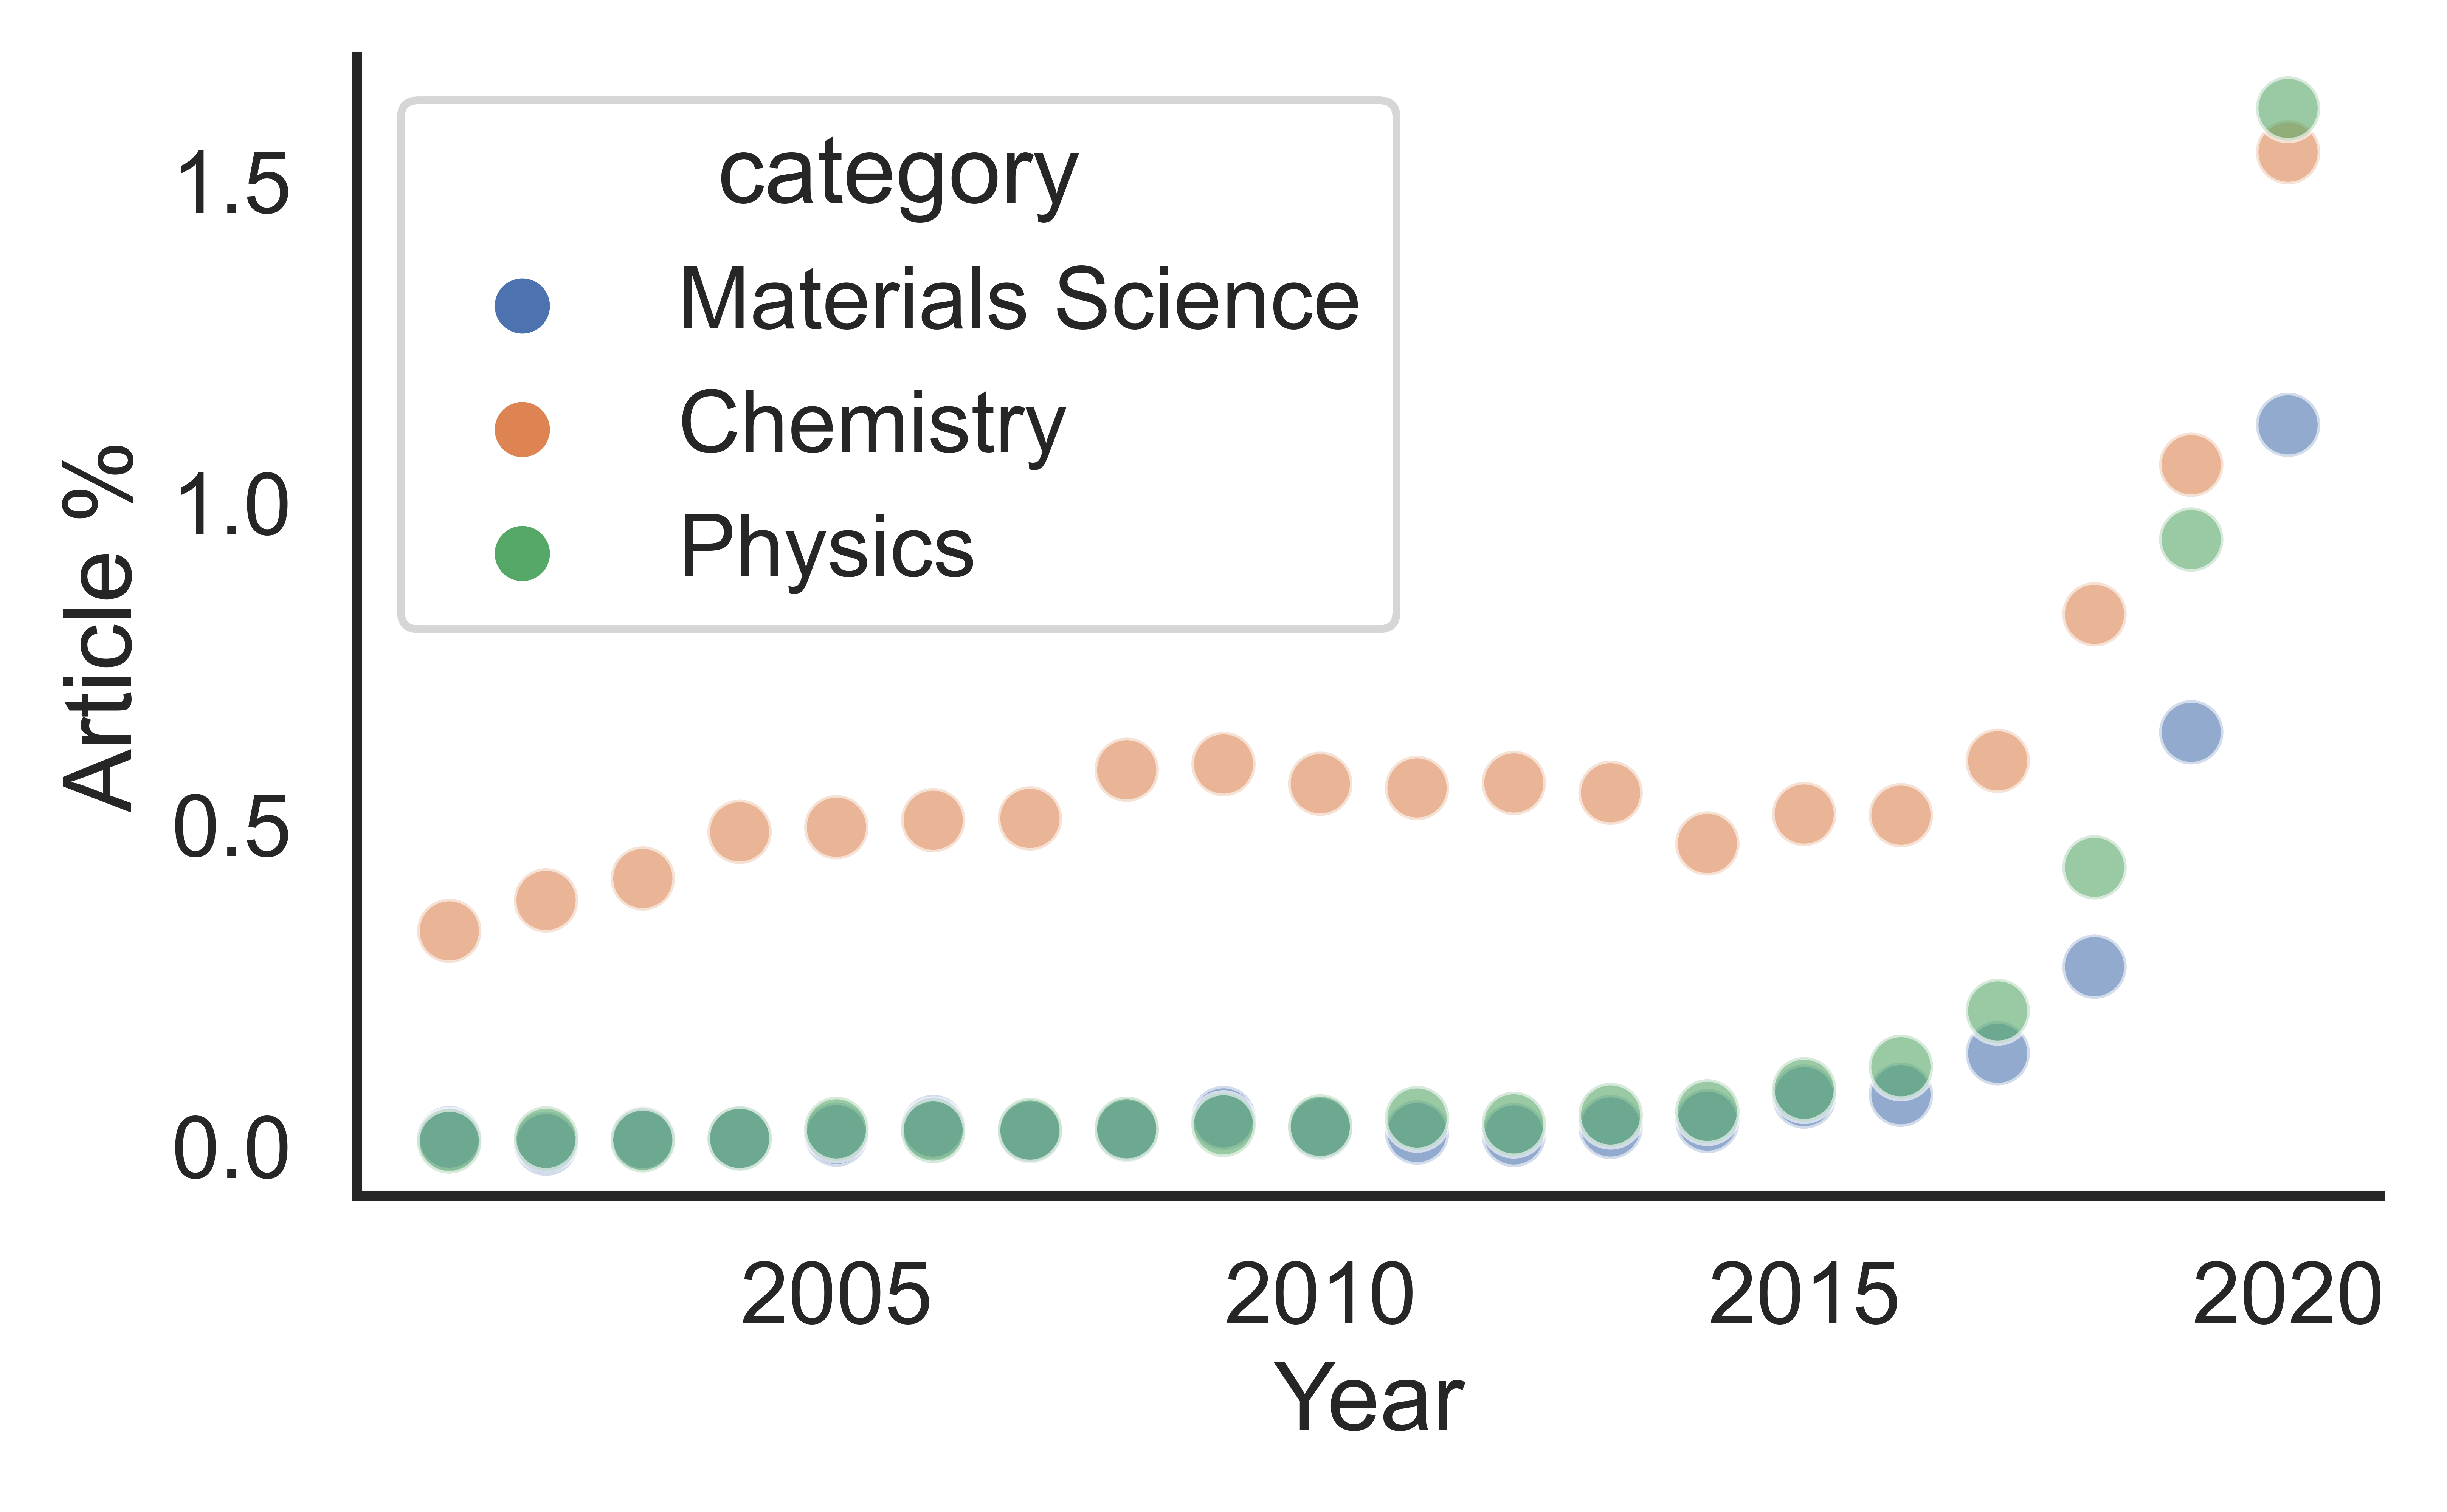 category
Materials Science
Chemistry
Physics
Article %
1.5
1.0
0.5
0.0
2005 2010 2015 2020
Year